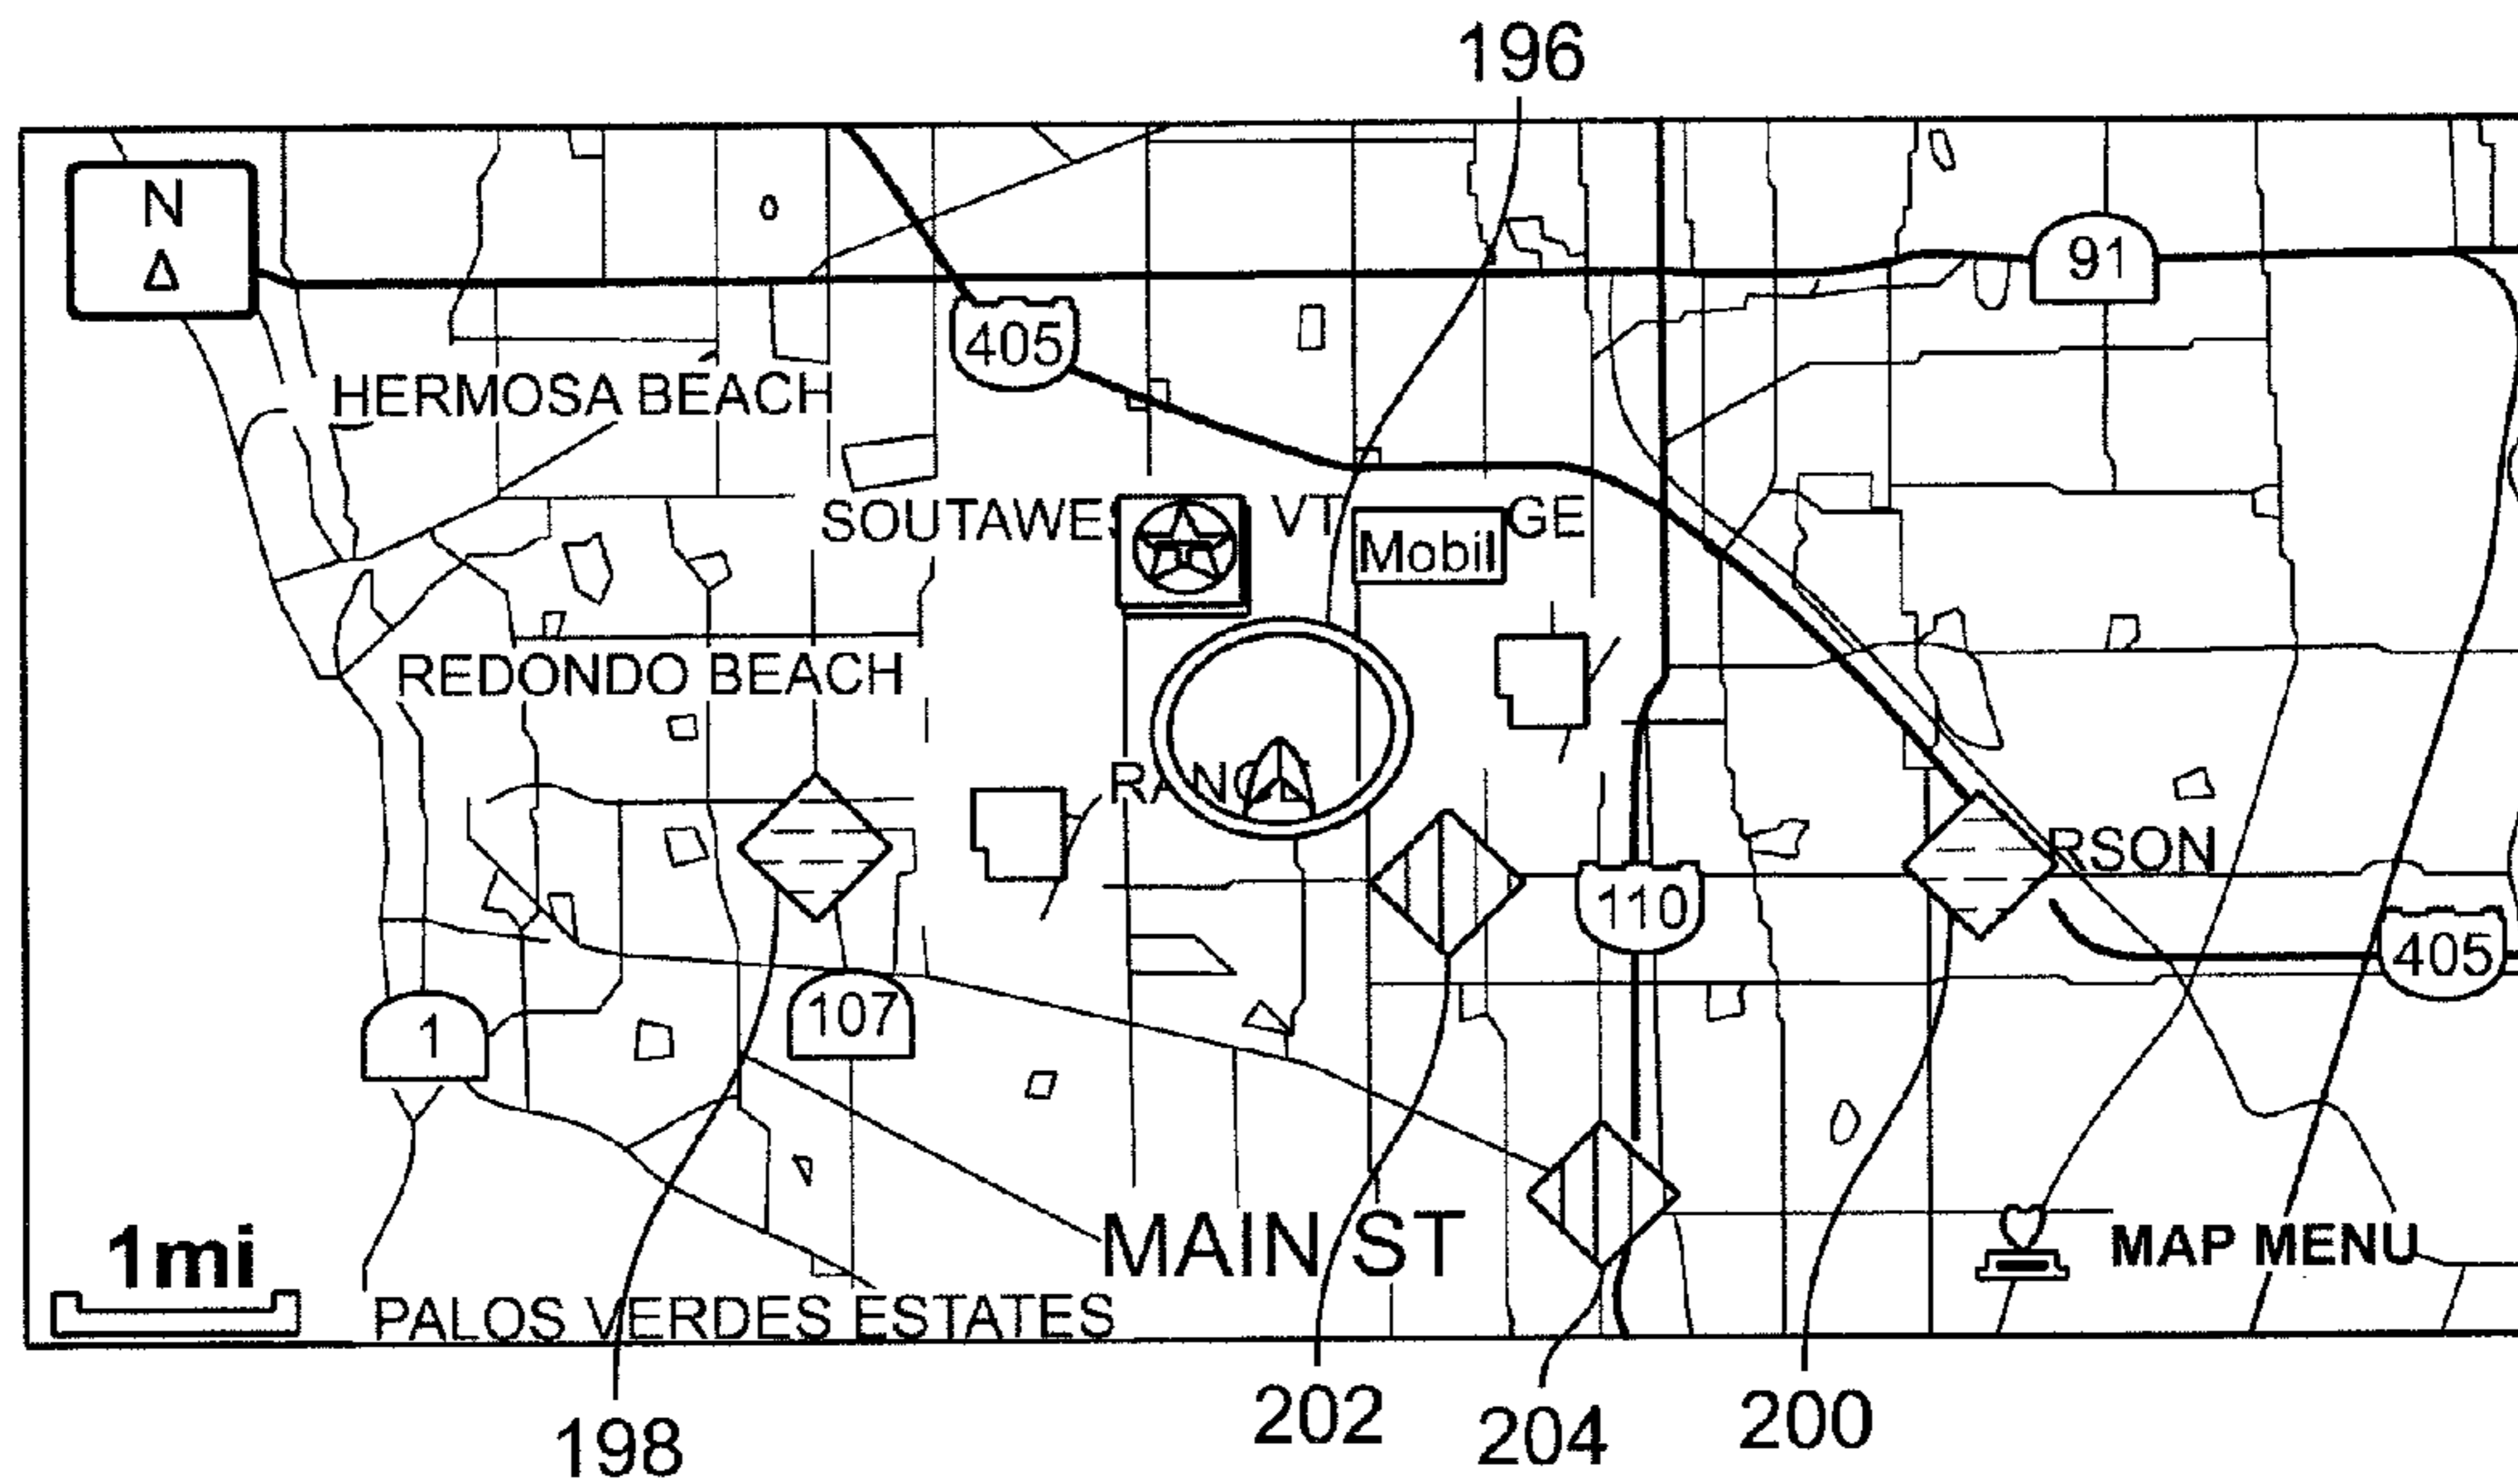 196
N
91
405
HERMOSA BEACH
SOUTAWES VT GE
Mobil
REDONDO BEACH
RANC
RSON
110
405
107
1
MAIN ST
MAP MENU
1mi
PALOS VERDES ESTATES
198
202
204
200